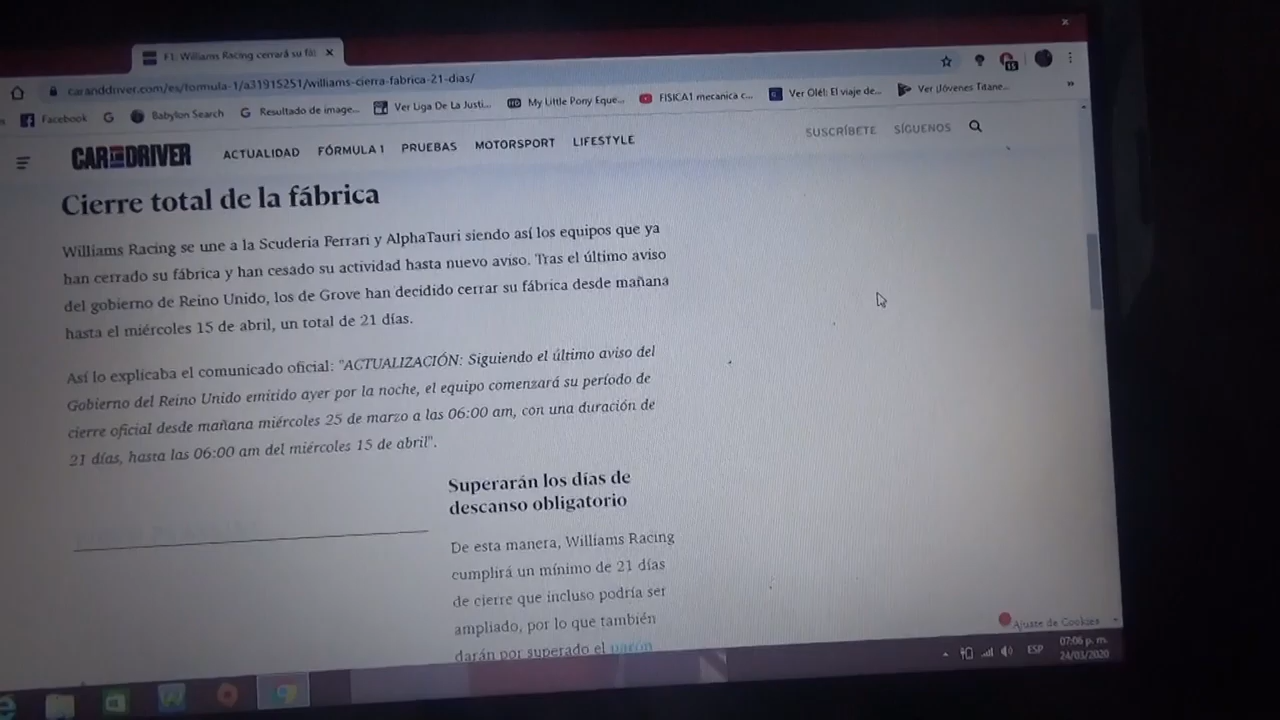 F1: Williams Racing cerrará su fá
caranddriver.com/es/formula-1/a31915251/williams-cierra-fabrica-21-dias/
Facebook
Babylon Search
Resultado de image...
Ver Liga De La Justi...
My Little Pony Eque...
FISICA1 mecanica c...
Ver Olé!: El viaje de...
Ver ¡Jóvenes Titane...
»
15
CAR AND DRIVER
ACTUALIDAD FÓRMULA 1 PRUEBAS MOTORSPORT LIFESTYLE
SUSCRÍBETE SÍGUENOS
Cierre total de la fábrica
Williams Racing se une a la Scuderia Ferrari y AlphaTauri siendo así los equipos que ya
han cerrado su fábrica y han cesado su actividad hasta nuevo aviso. Tras el último aviso
del gobierno de Reino Unido, los de Grove han decidido cerrar su fábrica desde mañana
hasta el miércoles 15 de abril, un total de 21 días.
Así lo explicaba el comunicado oficial: "ACTUALIZACIÓN: Siguiendo el último aviso del
Gobierno del Reino Unido emitido ayer por la noche, el equipo comenzará su período de
cierre oficial desde mañana miércoles 25 de marzo a las 06:00 am, con una duración de
21 días, hasta las 06:00 am del miércoles 15 de abril".
Superarán los días de
descanso obligatorio
De esta manera, Williams Racing
cumplirá un mínimo de 21 días
de cierre que incluso podría ser
ampliado, por lo que también
darán por superado el parón
Ajuste de Cookies
ESP
07:06 p. m.
24/03/2020